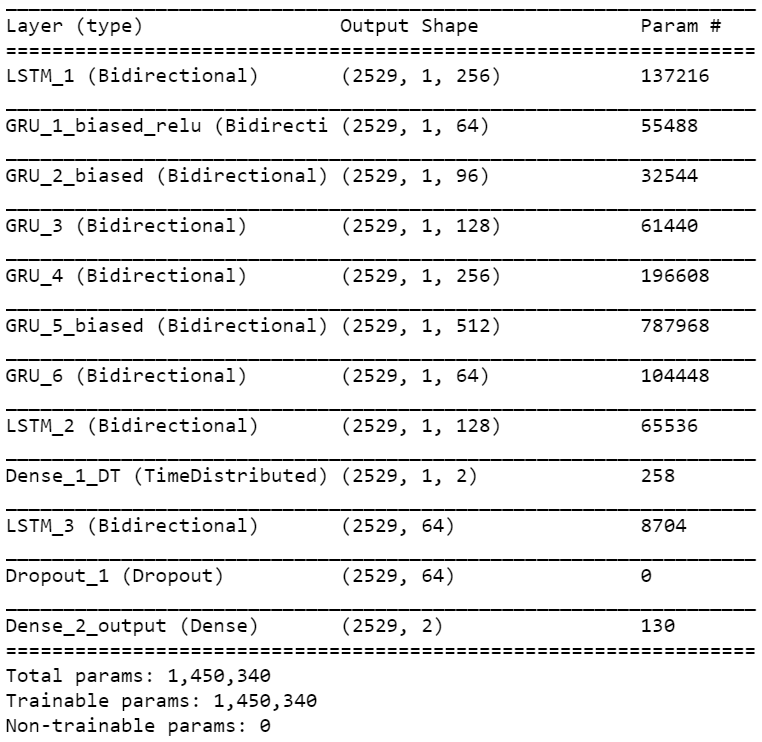 Layer (type) Output Shape Param #
LSTM_1 (Bidirectional) (2529, 1, 256) 137216
GRU_1_biased_relu (Bidirecti (2529, 1, 64) 55488
GRU_2_biased (Bidirectional) (2529, 1, 96) 32544
GRU_3 (Bidirectional) (2529, 1, 128) 61440
GRU_4 (Bidirectional) (2529, 1, 256) 196608
GRU_5_biased (Bidirectional) (2529, 1, 512) 787968
GRU_6 (Bidirectional) (2529, 1, 64) 104448
LSTM_2 (Bidirectional) (2529, 1, 128) 65536
Dense_1_DT (TimeDistributed) (2529, 1, 2) 258
LSTM_3 (Bidirectional) (2529, 64) 8704
Dropout_1 (Dropout) (2529, 64) 0
Dense_2_output (Dense) (2529, 2) 130
Total params: 1,450,340
Trainable params: 1,450,340
Non-trainable params: 0